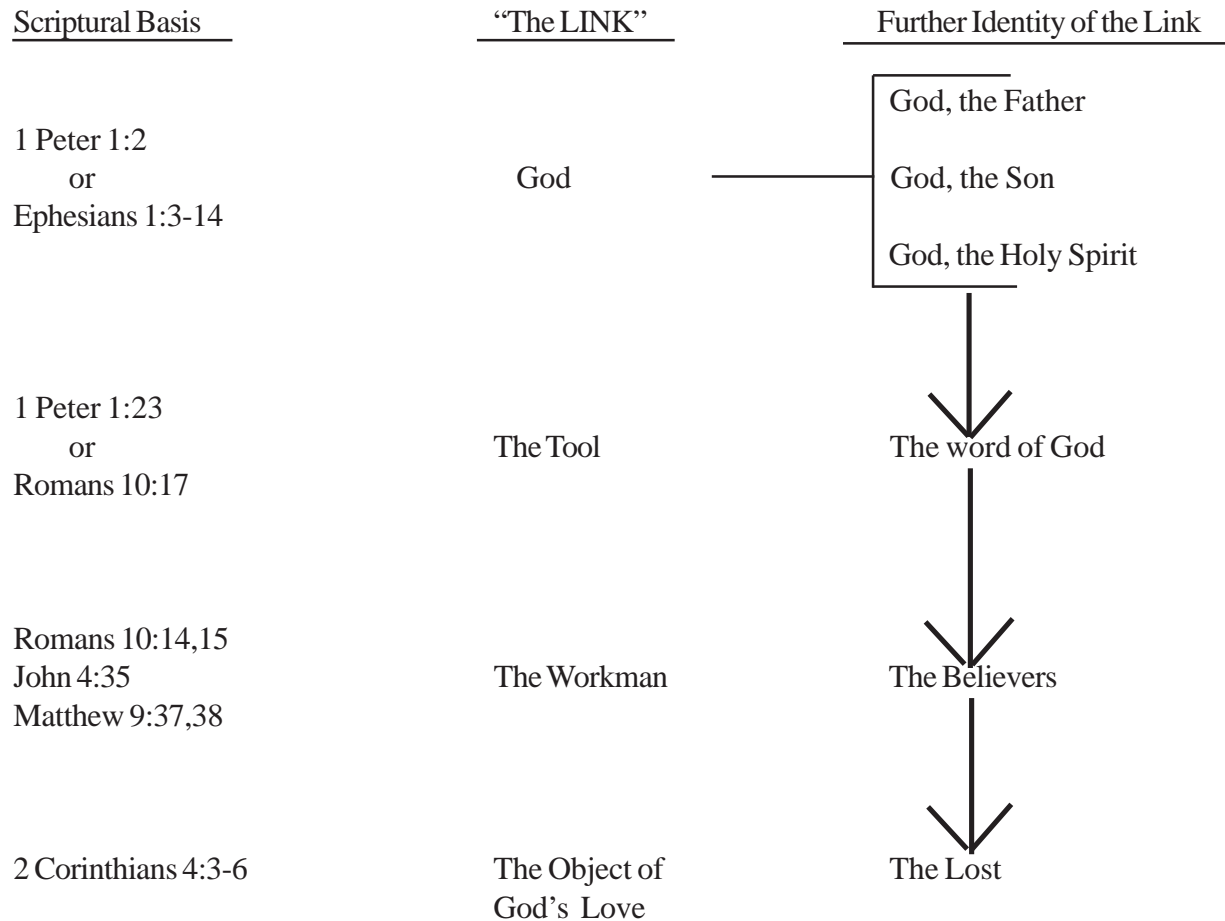 Scriptural Basis “The LINK” Further Identity of the Link
God, the Father
1 Peter 1:2
or God God, the Son
Ephesians 1:3-14
God, the Holy Spirit
1 Peter 1:23
or The Tool The word of God
Romans 10:17
Romans 10:14,15
John 4:35 The Workman The Believers
Matthew 9:37,38
2 Corinthians 4:3-6 The Object of The Lost
God’s Love